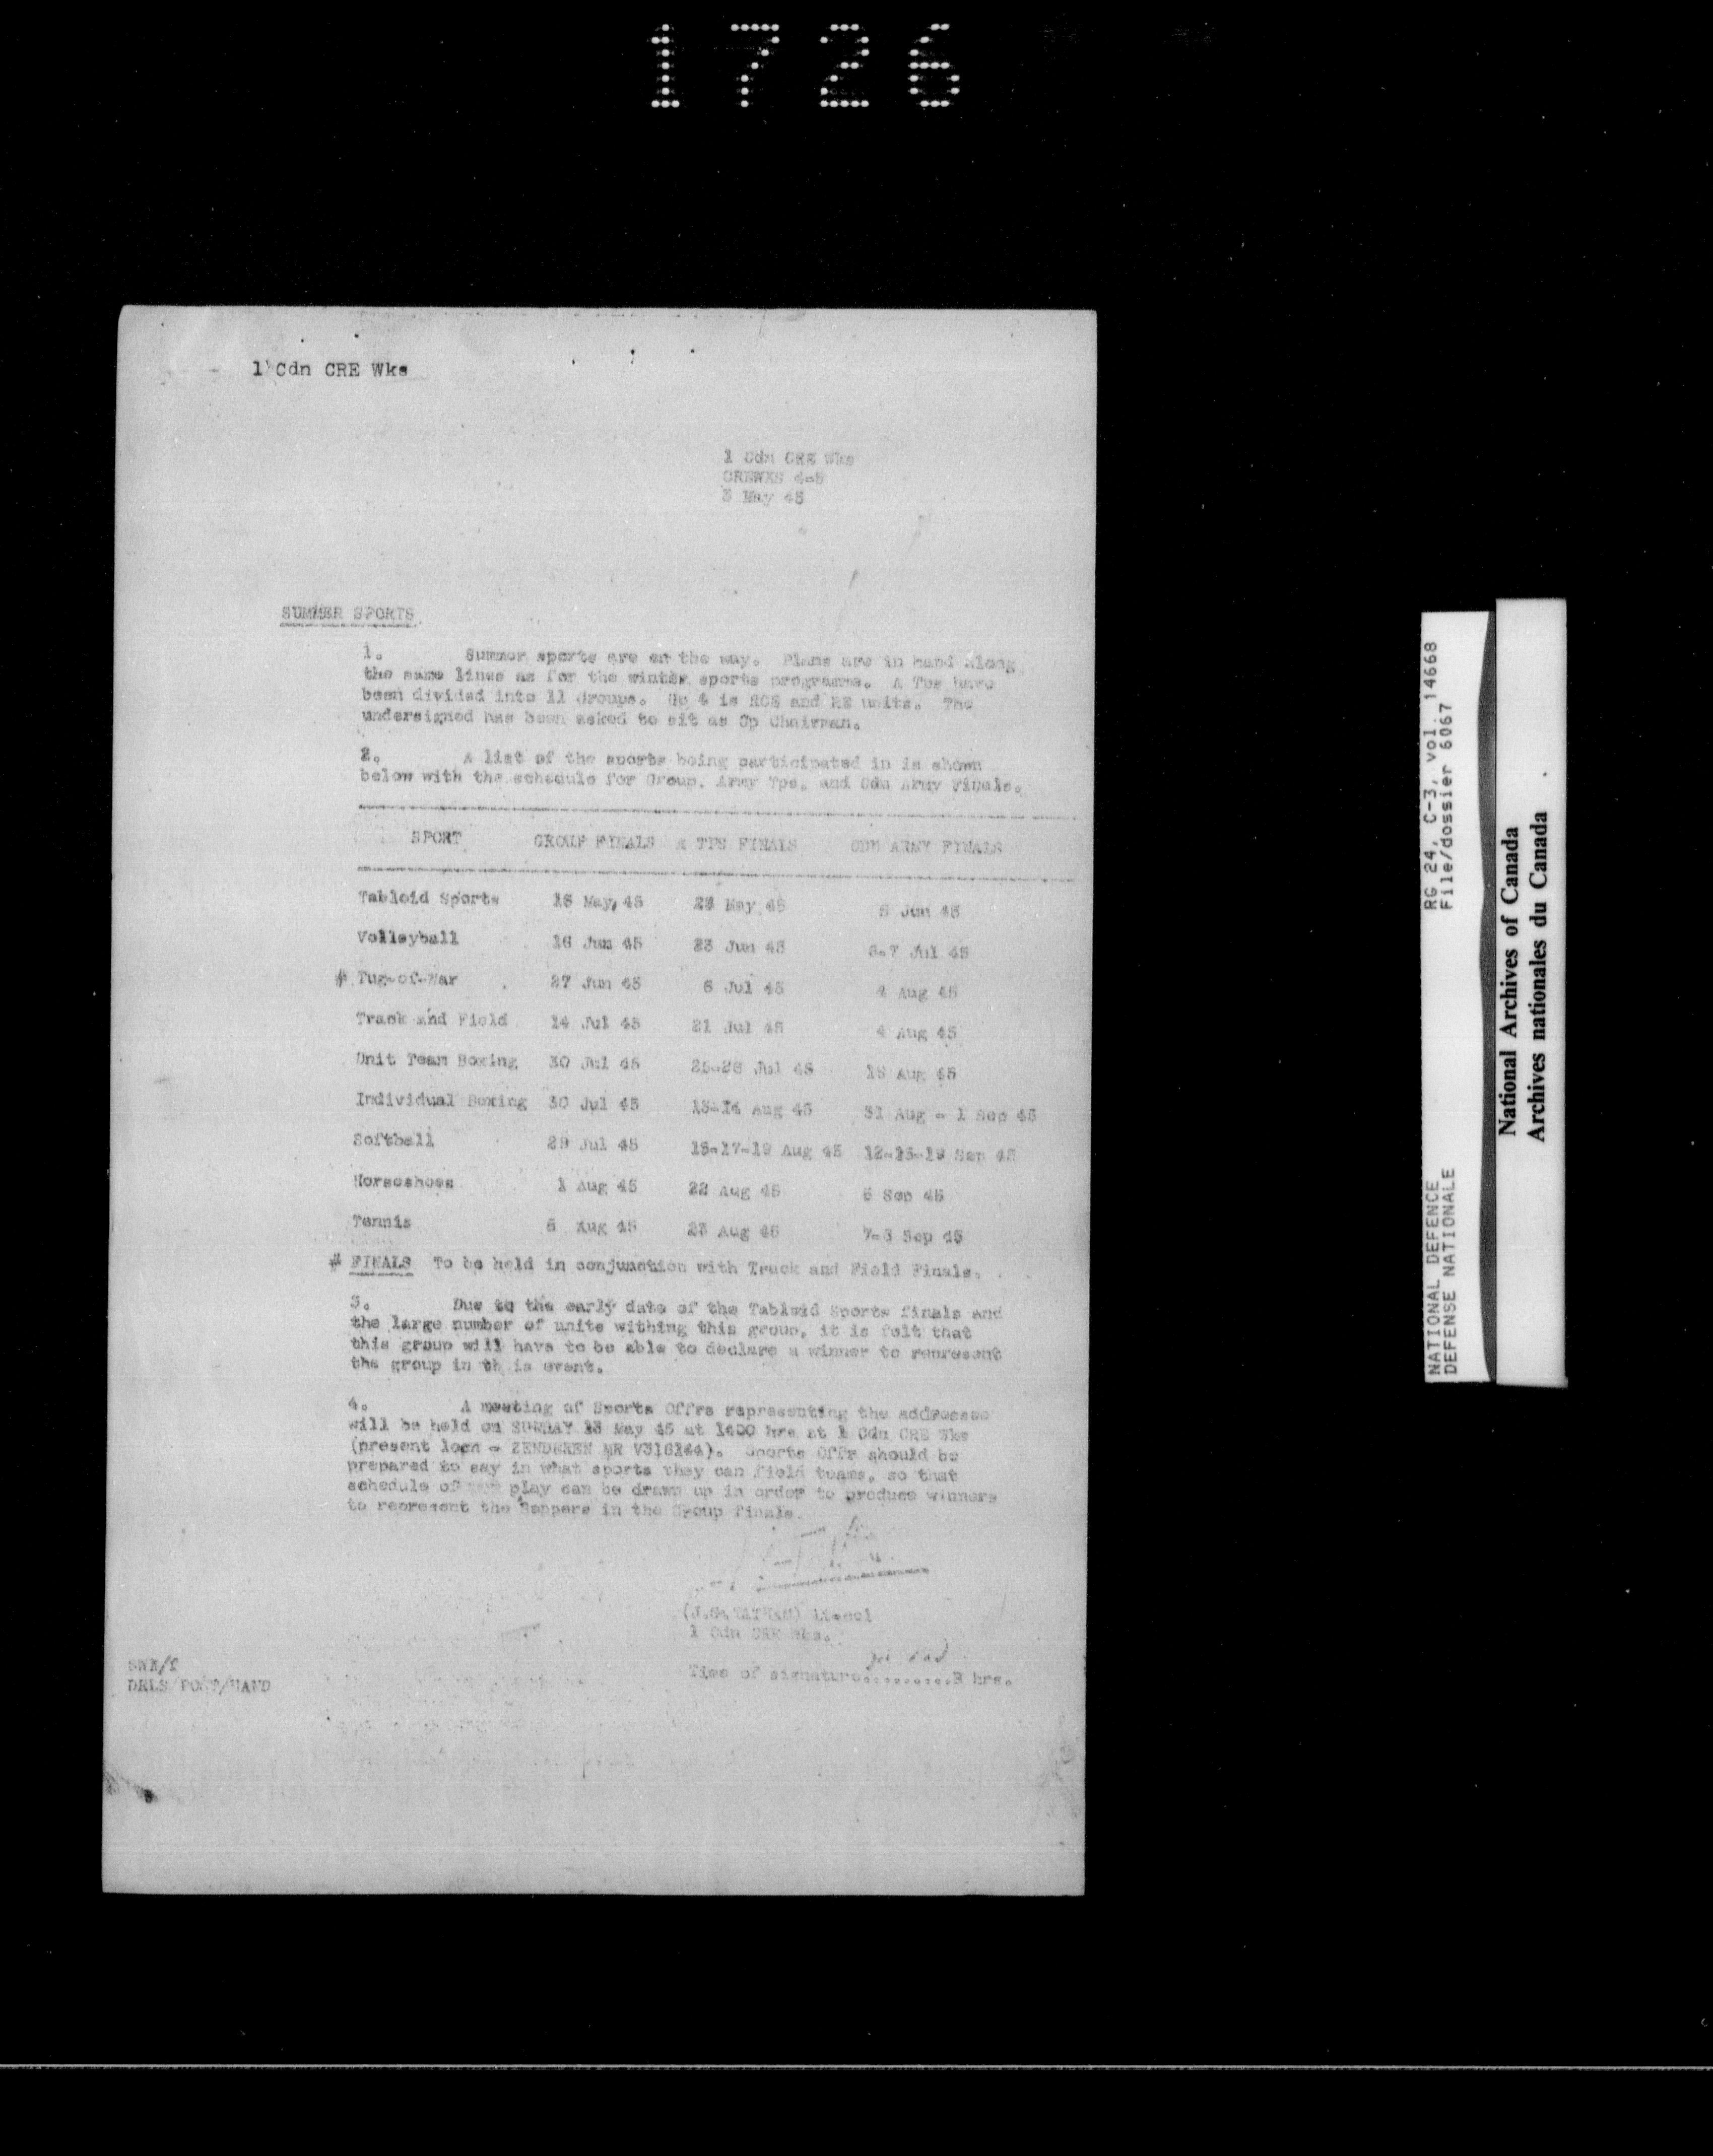 1726
1 Cdn CRE Wks
1 Cdn CRE Wks
CREWKS 4-5
3 May 45
SUMMER SPORTS
1. Summer sports are on the way. Plans are in hand along
the same lines as for the winter sports programme. A Tps have
been divided into 11 Groups. Gp 4 is RCE and RE units. The
undersigned has been asked to sit as Gp Chairman.
2. A list of the sports being participated in is shown
below with the schedule for Group, Army Tps, and Cdn Army Finals.
SPORT GROUP FINALS A TPS FINALS CDN ARMY FINALS
Tabloid Sports May 45 May 45 5 Jun 45
Volleyball 16 Jun 45 23 Jun 45 6-7 Jul 45
# Tug-of-War 27 Jun 45 6 Jul 45 4 Aug 45
Track and Field 14 Jul 45 21 Jul 45 4 Aug 45
Unit Team Boxing 30 Jul 45 Jul 45 Aug 45
Individual Boxing 30 Jul 45 13-14 Aug 45 31 Aug - 1 Sep 45
Softball 29 Jul 45 Aug 45 Sep 45
Horseshoes 1 Aug 45 22 Aug 45 6 Sep 45
Tennis 6 Aug 45 23 Aug 45 Sep 45
# FINALS To be held in conjunction with Track and Field Finals.
3. Due to the early date of the Tabloid Sports finals and
the large number of units withing this group, it is felt that
this group will have to be able to declare a winner to represent
the group in th is event.
4. A meeting of Sports Offrs representing the addresses
will be held on SUNDAY 13 May 45 at 1400 hrs at 1 Cdn CRE Wks
(present locn - ZENDEREN MR ). Sports Offr should be
prepared to say in what sports they can field teams, so that
schedule of play can be drawn up in order to produce winners
to represent the Sappers in the Group finals.
Lt-Col
1 Cdn CRE Wks.
Time of signature..........B hrs.
SWK/f
DRLS/POST/HAND
RG 24, C-3, vol. 14668
File/dossier 6067
NATIONAL DEFENCE
DEFENSE NATIONALE
National Archives of Canada
Archives nationales du Canada